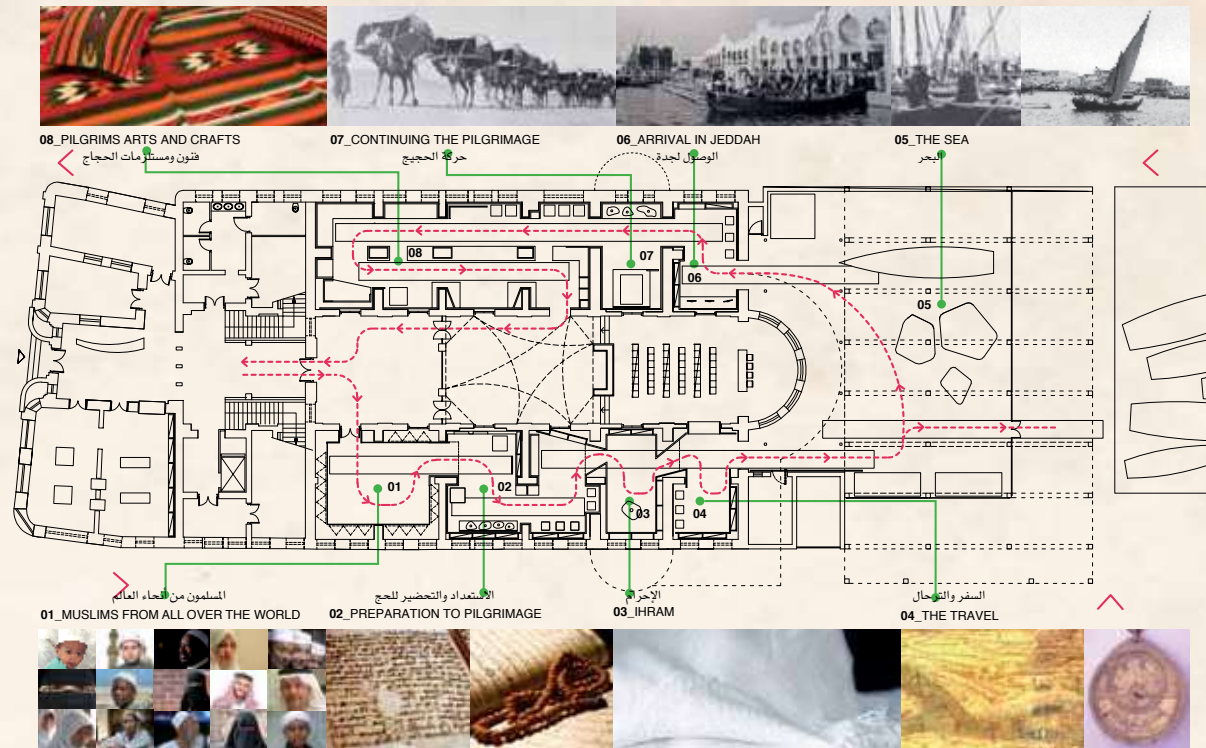 08_PILGRIMS ARTS AND CRAFTS
فنون ومستلزمات الحجاج
07_CONTINUING THE PILGRIMAGE
حركة الحجيج
06_ARRIVAL IN JEDDAH
الوصول لجدة
05_THE SEA
البحر
08
07
06
05
01
02
03
04
المسلمون من أنحاء العالم
01_MUSLIMS FROM ALL OVER THE WORLD
الاستعداد والتحضير للحج
02_PREPARATION TO PILGRIMAGE
الإحرام
03_IHRAM
السفر والترحال
04_THE TRAVEL